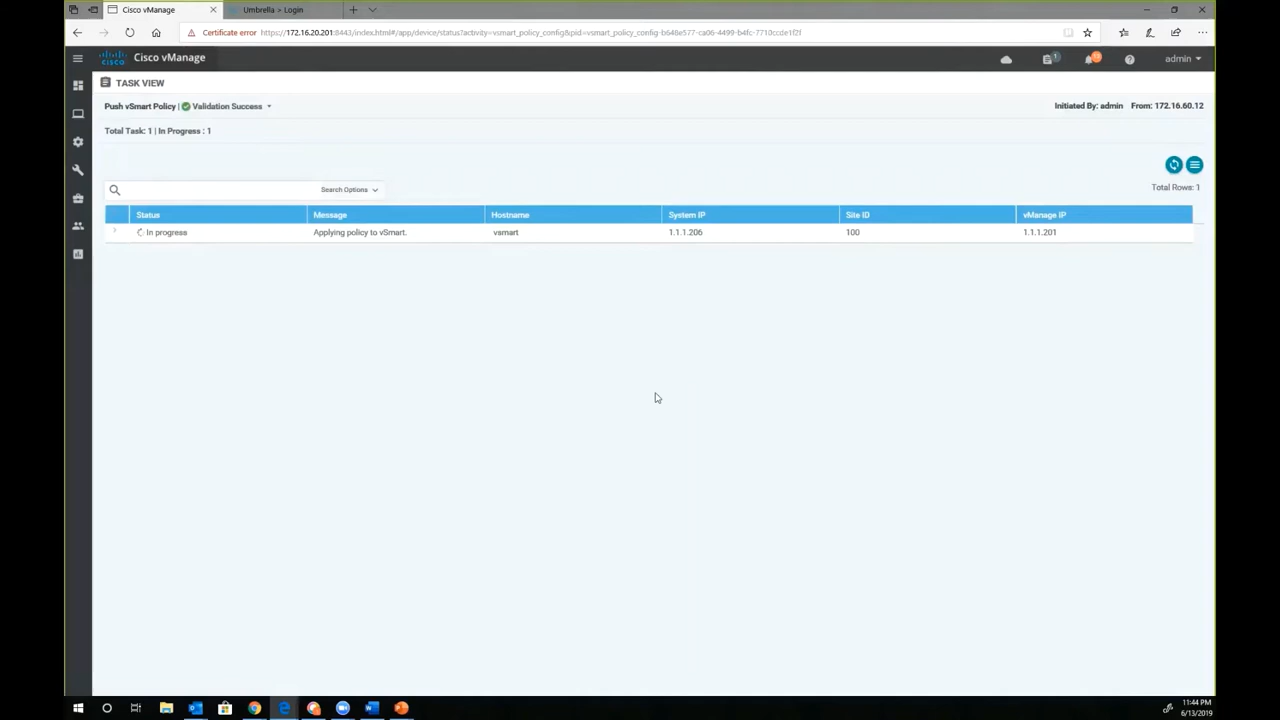 Cisco vManage
Umbrella > Login
Certificate error https://172.16.20.201:8443/index.html#/app/device/status?activity=vsmart_policy_config&pid=vsmart_policy_config-b648e577-ca06-4499-b4fc-7710ccde1f2f
cisco Cisco vManage
1
admin
TASK VIEW
Push vSmart Policy | Validation Success
Initiated By: admin From: 172.16.60.12
Total Task: 1 | In Progress : 1
Search Options
Total Rows: 1
Status Message Hostname System IP Site ID vManage IP
In progress Applying policy to vSmart. vsmart 1.1.1.206 100 1.1.1.201
11:44 PM
6/13/2019